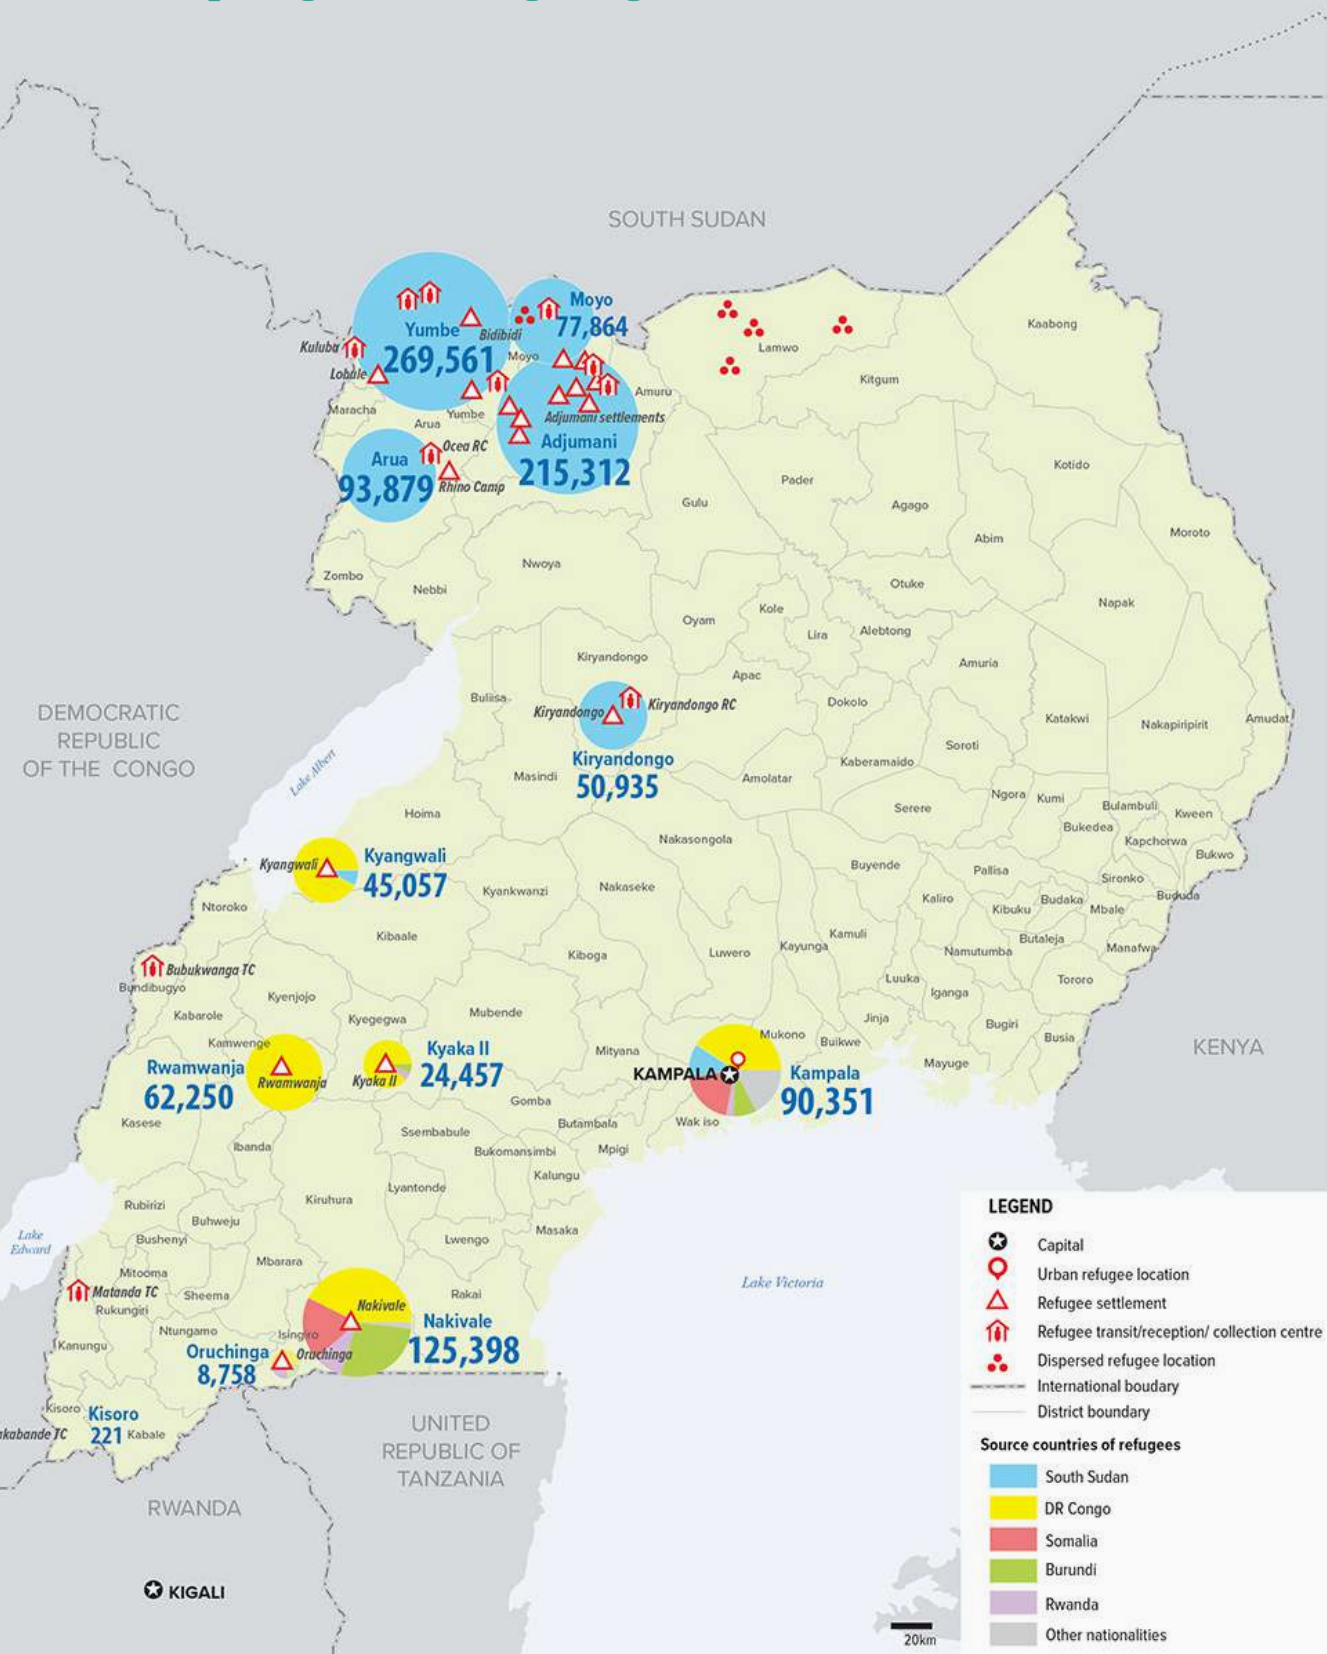 SOUTH SUDAN
Moyo
77,864
Yumbe
Bidibidi
269,561
Kuluba
Lobule
Moyo
Maracha
Yumbe
Arua
Amuru
Adjumani settlements
Adjumani
215,312
Ocea RC
Arua
93,879
Rhino Camp
Lamwo
Kaabong
Kitgum
Kotido
Pader
Agago
Gulu
Abim
Moroto
Zombo
Nebbi
Nwoya
Otuke
Napak
Oyam
Kole
Lira
Alebtong
Kiryandongo
Amuria
Apac
Buliisa
Kiryandongo
Kiryandongo RC
Dokolo
Katakwi
Nakapiripirit
Amudat
DEMOCRATIC
REPUBLIC
OF THE CONGO
Soroti
Kiryandongo
50,935
Masindi
Kaberamaido
Amolatar
Lake Albert
Hoima
Serere
Ngora
Kumi
Bulambuli
Kween
Bukedea
Kapchorwa
Bukwo
Nakasongola
Kyangwali
Kyangwali
45,057
Buyende
Pallisa
Sironko
Kyankwanzi
Nakaseke
Kaliro
Kibuku
Budaka
Mbale
Bududa
Ntoroko
Kibaale
Kiboga
Luwero
Kayunga
Kamuli
Namutumba
Butaleja
Manafwa
Bubukwanga TC
Bundibugyo
Kyenjojo
Luuka
Iganga
Tororo
Kabarole
Kyegegwa
Mubende
Jinja
Bugiri
Busia
Kamwenge
Mukono
Buikwe
KENYA
Rwamwanja
62,250
Rwamwanja
Kyaka II
Kyaka II
24,457
Mityana
KAMPALA
Kampala
90,351
Mayuge
Gomba
Kasese
Butambala
Wak iso
Ssembabule
Ibanda
Bukomansimbi
Mpigi
Kalungu
Lyantonde
Kiruhura
Rubirizi
Buhweju
Masaka
Lake
Edward
Bushenyi
Lwengo
Mbarara
Mitooma
Lake Victoria
Matanda TC
Sheema
Rukungiri
Rakai
Nakivale
Nakivale
125,398
Ntungamo
Isingiro
Kanungu
Oruchinga
Oruchinga
8,758
Kisoro
Kisoro
221
Kabale
kabande TC
UNITED
REPUBLIC OF
TANZANIA
RWANDA
KIGALI
20km
LEGEND
Capital
Urban refugee location
Refugee settlement
Refugee transit/reception/ collection centre
Dispersed refugee location
International boudary
District boundary
Source countries of refugees
South Sudan
DR Congo
Somalia
Burundi
Rwanda
Other nationalities